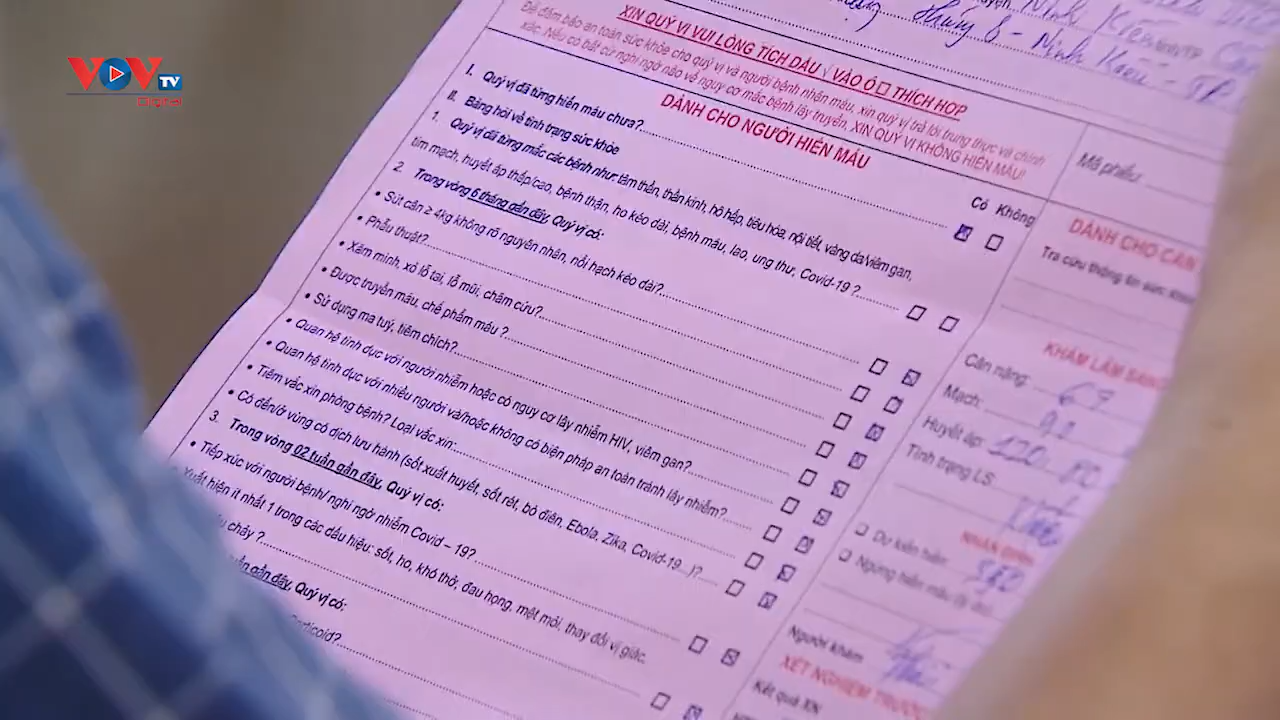 VOV TV
Digital
Ninh Kiều
Ninh Kiều - TP.
XIN QUÝ VỊ VUI LÒNG TÍCH DẤU √ VÀO Ô □ THÍCH HỢP
Để đảm bảo an toàn sức khỏe cho quý vị và người bệnh nhận máu, xin quý vị trả lời trung thực và chính
xác. Nếu có bất cứ nghi ngờ nào về nguy cơ mắc bệnh lây truyền, XIN QUÝ VỊ KHÔNG HIẾN MÁU!
DÀNH CHO NGƯỜI HIẾN MÁU
Có Không
I. Quý vị đã từng hiến máu chưa?
II. Bảng hỏi về tình trạng sức khỏe
1. Quý vị đã từng mắc các bệnh như: tâm thần, thần kinh, hô hấp, tiêu hóa, nội tiết, vàng da/viêm gan,
tim mạch, huyết áp thấp/cao, bệnh thận, ho kéo dài, bệnh máu, lao, ung thư, Covid-19 ?
2. Trong vòng 6 tháng gần đây, Quý vị có:
• Sút cân ≥ 4kg không rõ nguyên nhân, nổi hạch kéo dài?
• Phẫu thuật?
• Xăm mình, xỏ lỗ tai, lỗ mũi, châm cứu?
• Được truyền máu, chế phẩm máu ?
• Sử dụng ma tuý, tiêm chích?
• Quan hệ tình dục với người nhiễm hoặc có nguy cơ lây nhiễm HIV, viêm gan?
• Quan hệ tình dục với nhiều người và/hoặc không có biện pháp an toàn tránh lây nhiễm?
• Tiêm vắc xin phòng bệnh? Loại vắc xin:
• Có đến/ở vùng có dịch lưu hành (sốt xuất huyết, sốt rét, bò điên, Ebola, Zika, Covid-19...)?
3. Trong vòng 02 tuần gần đây, Quý vị có:
• Tiếp xúc với người bệnh/ nghi ngờ nhiễm Covid – 19?
Xuất hiện ít nhất 1 trong các dấu hiệu: sốt, ho, khó thở, đau họng, mệt mỏi, thay đổi vị giác,
chảy ?
gần đây, Quý vị có:
Mã phiếu:
DÀNH CHO CÁN
Tra cứu thông tin
KHÁM LÂM SÀNG
Cân nặng:
Mạch:
Huyết áp: 120
Tình trạng LS:
NHẬN ĐỊNH
Dự kiến hiến: 350
Ngưng hiến máu
Người khám
XÉT NGHIỆM TRƯỚC
Kết quả XN